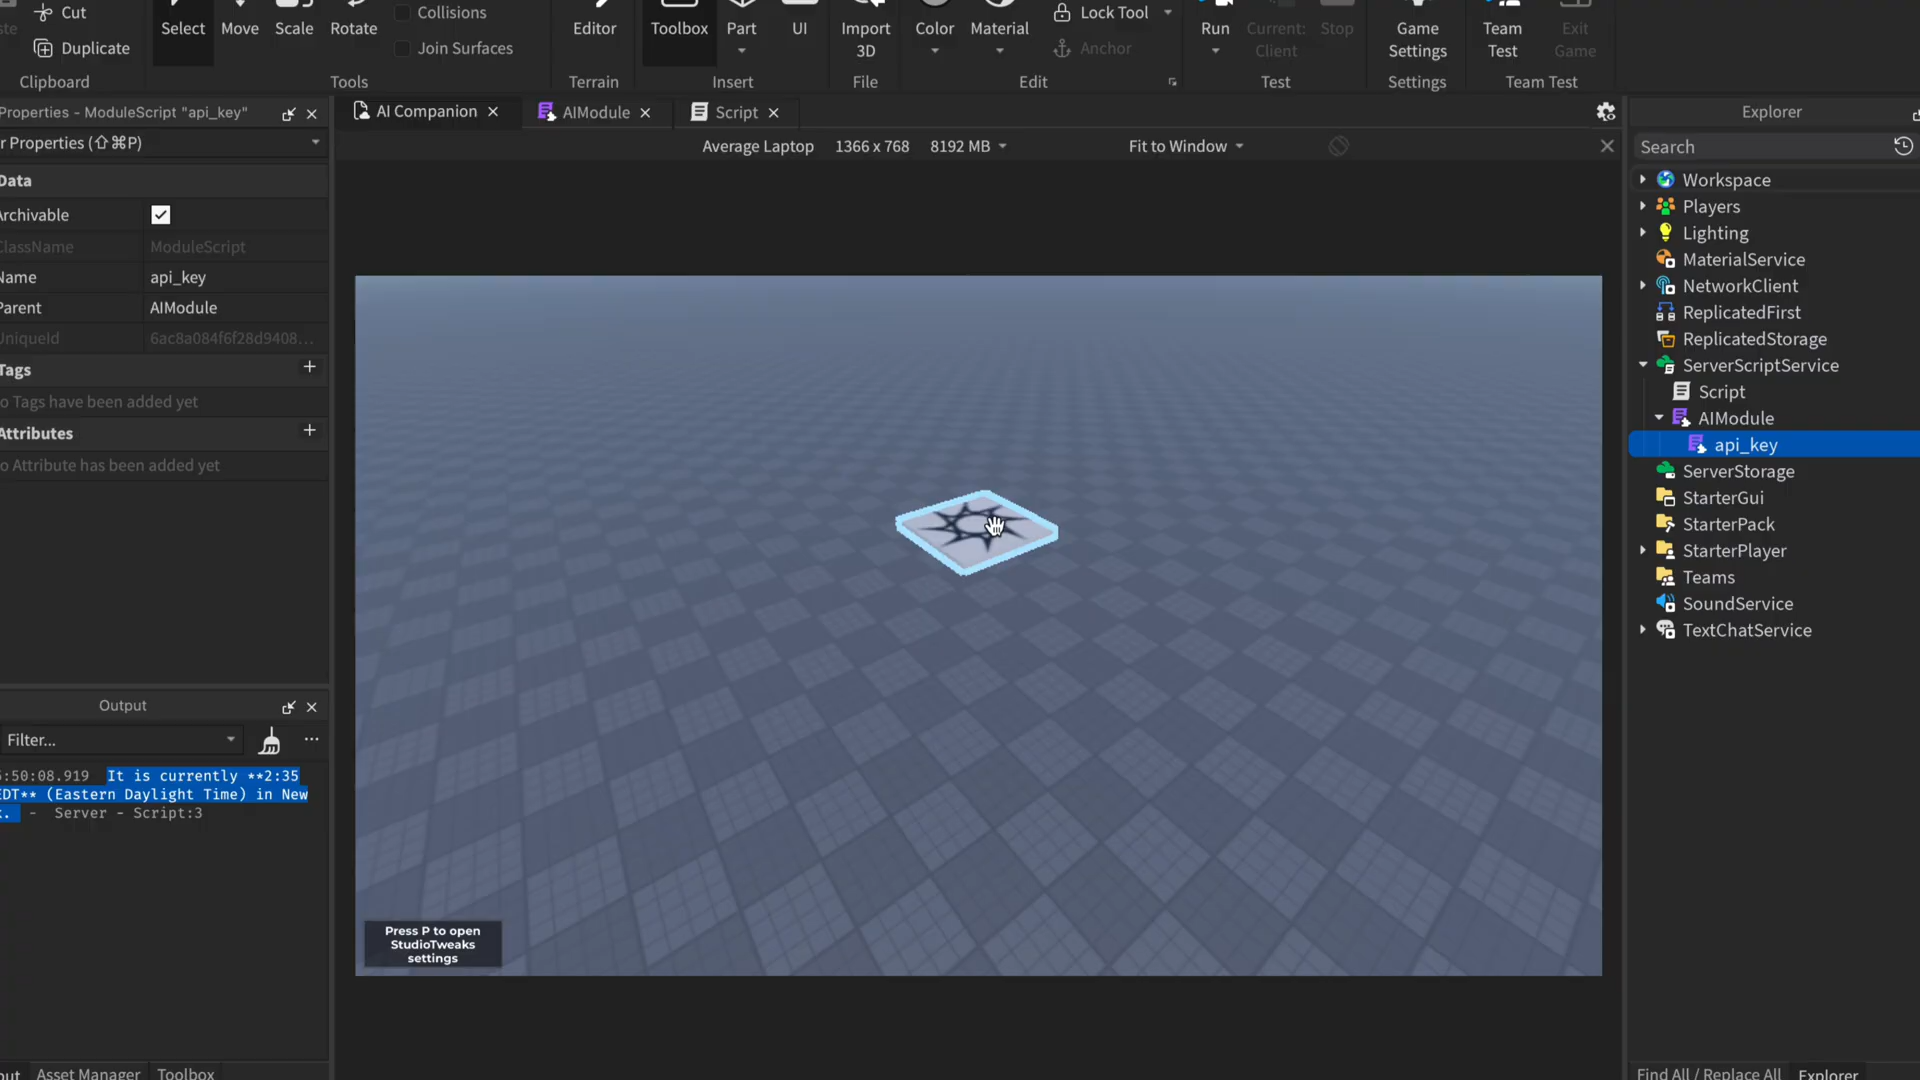 Cut
Duplicate
Clipboard
Select
Move
Scale
Rotate
Collisions
Join Surfaces
Tools
Editor
Terrain
Toolbox
Part
UI
Insert
Import
3D
File
Color
Material
Lock Tool
Anchor
Edit
Run
Current:
Client
Stop
Test
Game
Settings
Settings
Team
Test
Exit
Game
Team Test
Properties - ModuleScript "api_key"
r Properties (⇧⌘P)
Data
Archivable
ClassName
ModuleScript
Name
api_key
Parent
AIModule
UniqueId
6ac8a084f6f28d9408...
Tags
o Tags have been added yet
Attributes
o Attribute has been added yet
Output
Filter...
:50:08.919 It is currently **2:35
EDT** (Eastern Daylight Time) in New
. - Server - Script:3
Asset Manager
Toolbox
AI Companion
AIModule
Script
Average Laptop
1366 x 768
8192 MB
Fit to Window
Press P to open
StudioTweaks
settings
Explorer
Search
Workspace
Players
Lighting
MaterialService
NetworkClient
ReplicatedFirst
ReplicatedStorage
ServerScriptService
Script
AIModule
api_key
ServerStorage
StarterGui
StarterPack
StarterPlayer
Teams
SoundService
TextChatService
Find All / Replace All
Explorer